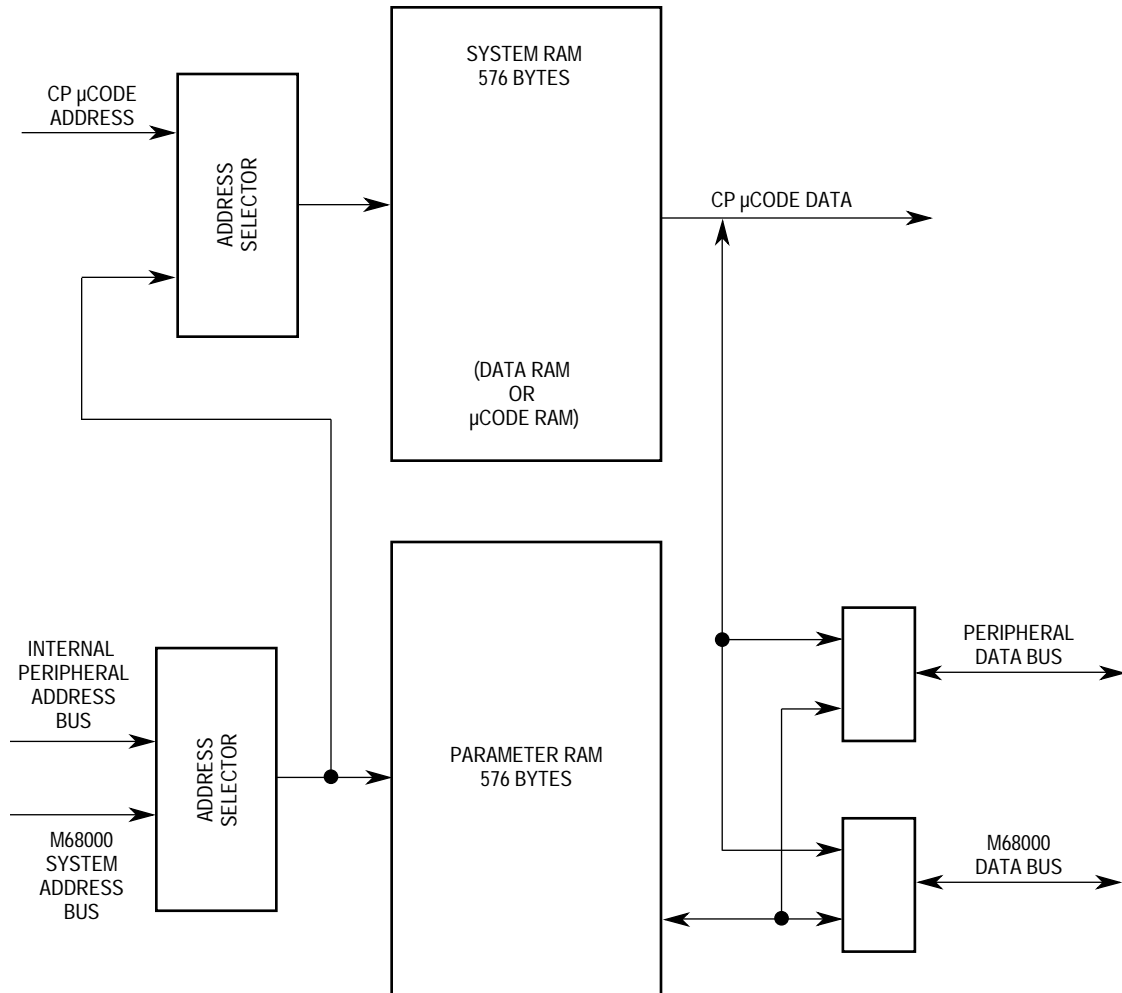 SYSTEM RAM
576 BYTES
CP µCODE
ADDRESS
ADDRESS
SELECTOR
CP µCODE DATA
(DATA RAM
OR
µCODE RAM)
INTERNAL
PERIPHERAL
ADDRESS
BUS
ADDRESS
SELECTOR
M68000
SYSTEM
ADDRESS
BUS
PARAMETER RAM
576 BYTES
PERIPHERAL
DATA BUS
M68000
DATA BUS